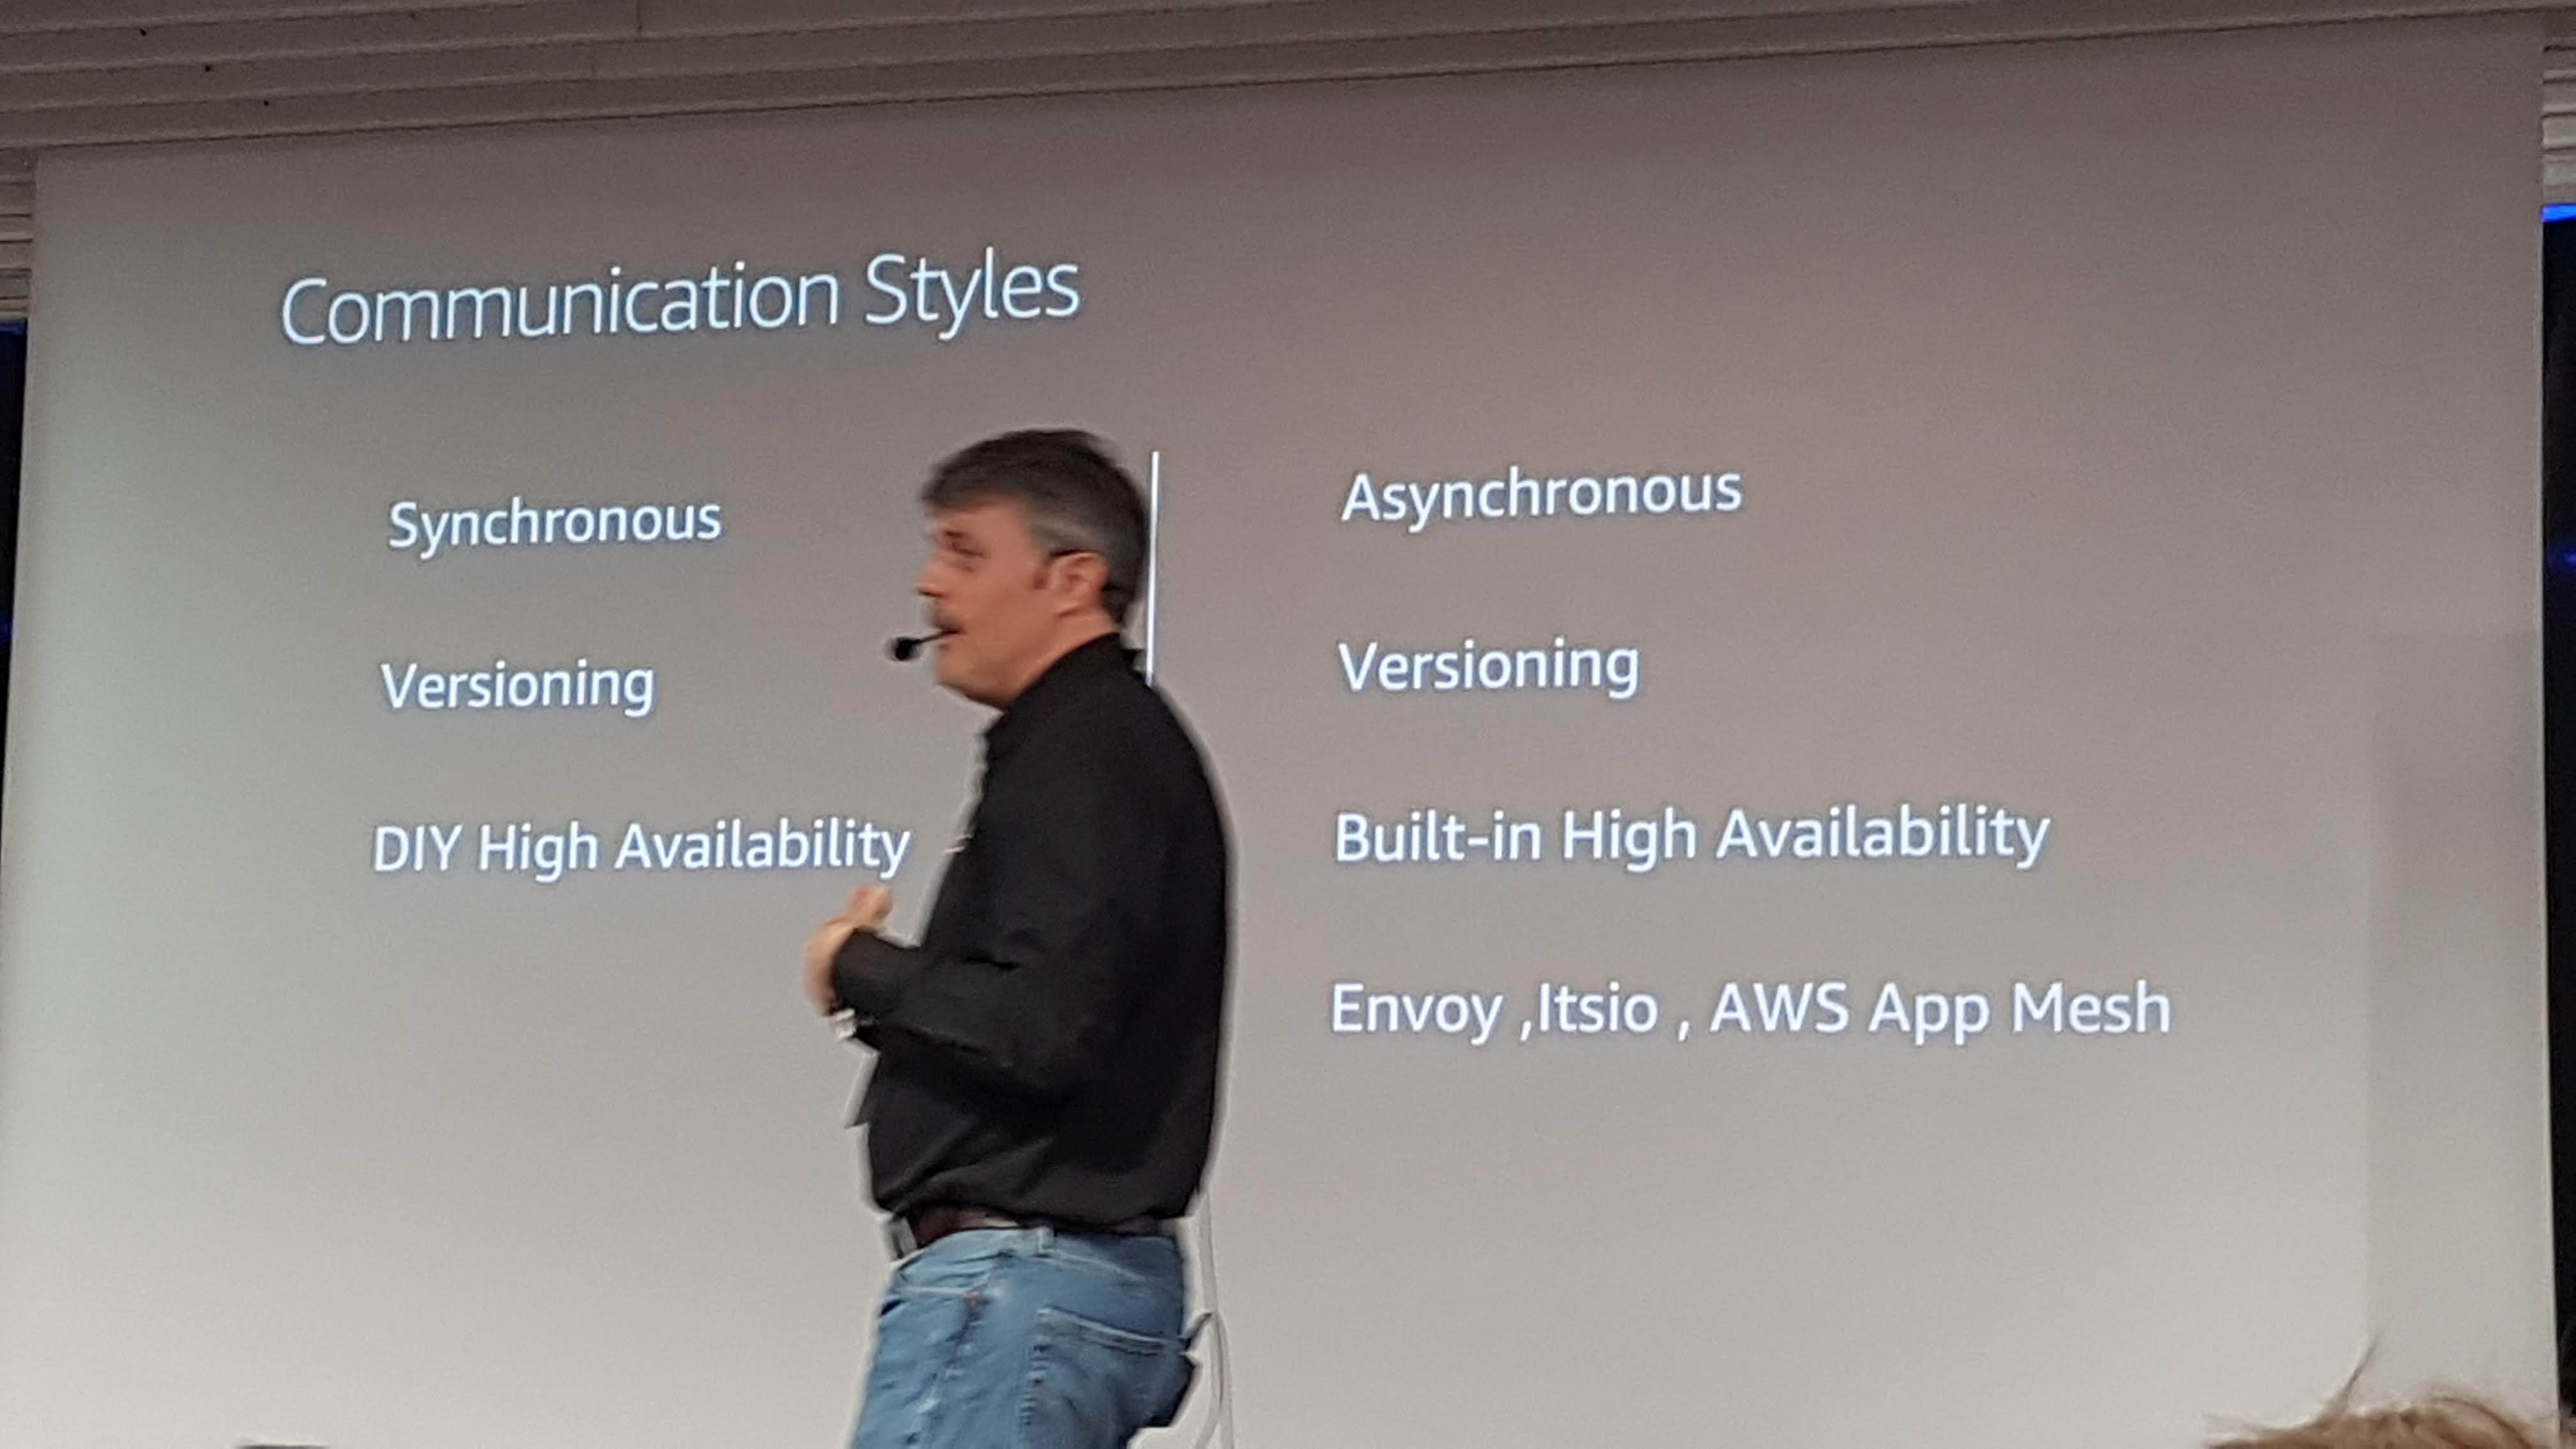 Communication Styles
Synchronous
Versioning
DIY High Availability
Asynchronous
Versioning
Built-in High Availability
Envoy ,Itsio , AWS App Mesh